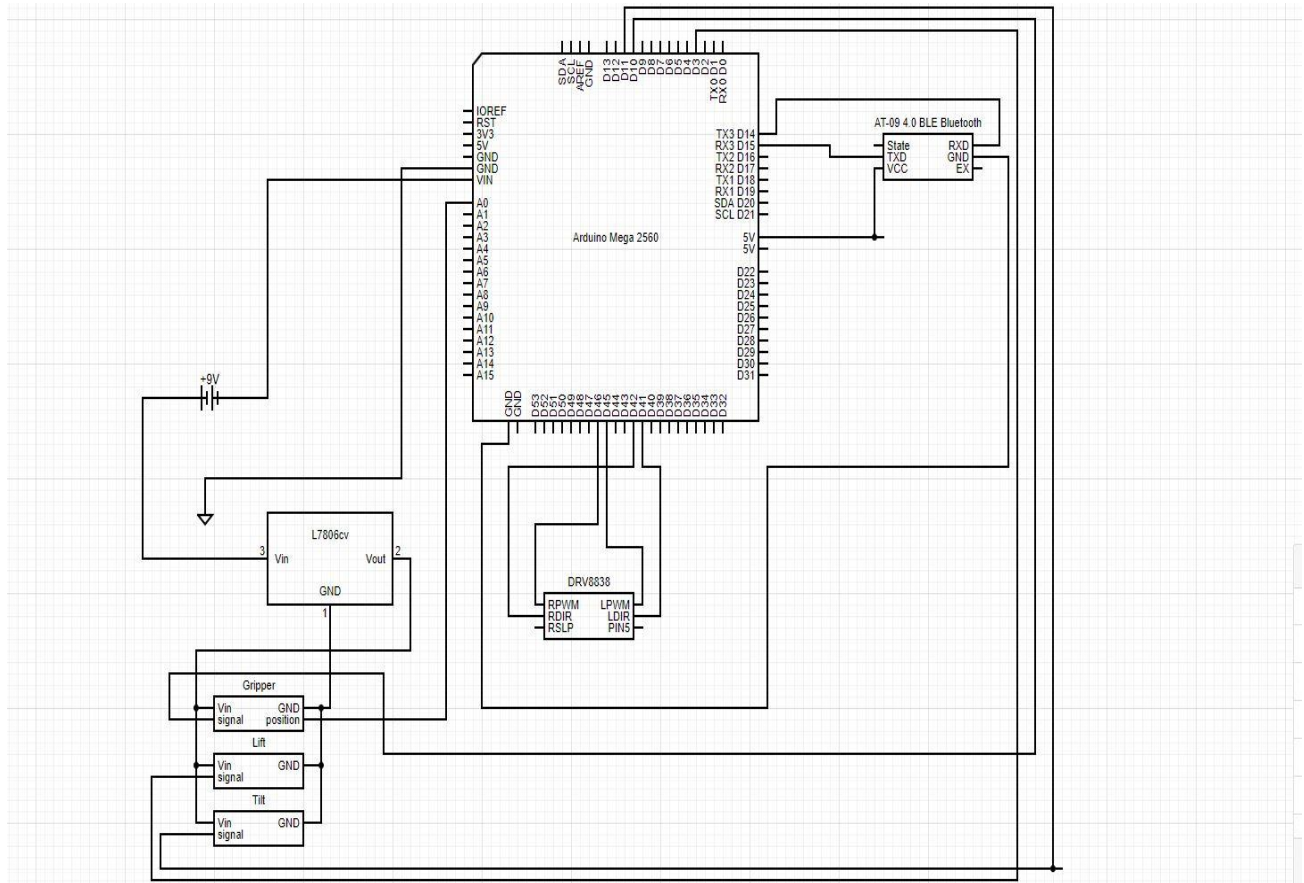 SDA
SCL
AREF
GND
D13
D12
D11
D10
D9
D8
D7
D6
D5
D4
D3
D2
TX0 D1
RX0 D0
IOREF
RST
3V3
5V
GND
GND
VIN
A0
A1
A2
A3
A4
A5
A6
A7
A8
A9
A10
A11
A12
A13
A14
A15
Arduino Mega 2560
TX3 D14
RX3 D15
TX2 D16
RX2 D17
TX1 D18
RX1 D19
SDA D20
SCL D21
5V
5V
D22
D23
D24
D25
D26
D27
D28
D29
D30
D31
GND
GND
D53
D52
D51
D50
D49
D48
D47
D46
D45
D44
D43
D42
D41
D40
D39
D38
D37
D36
D35
D34
D33
D32
AT-09 4.0 BLE Bluetooth
State RXD
TXD GND
VCC EX
+9V
L7806cv
3 Vin Vout 2
GND
1
DRV8838
RPWM LPWM
RDIR LDIR
RSLP PIN5
Gripper
Vin GND
signal position
Lift
Vin GND
signal
Tilt
Vin GND
signal